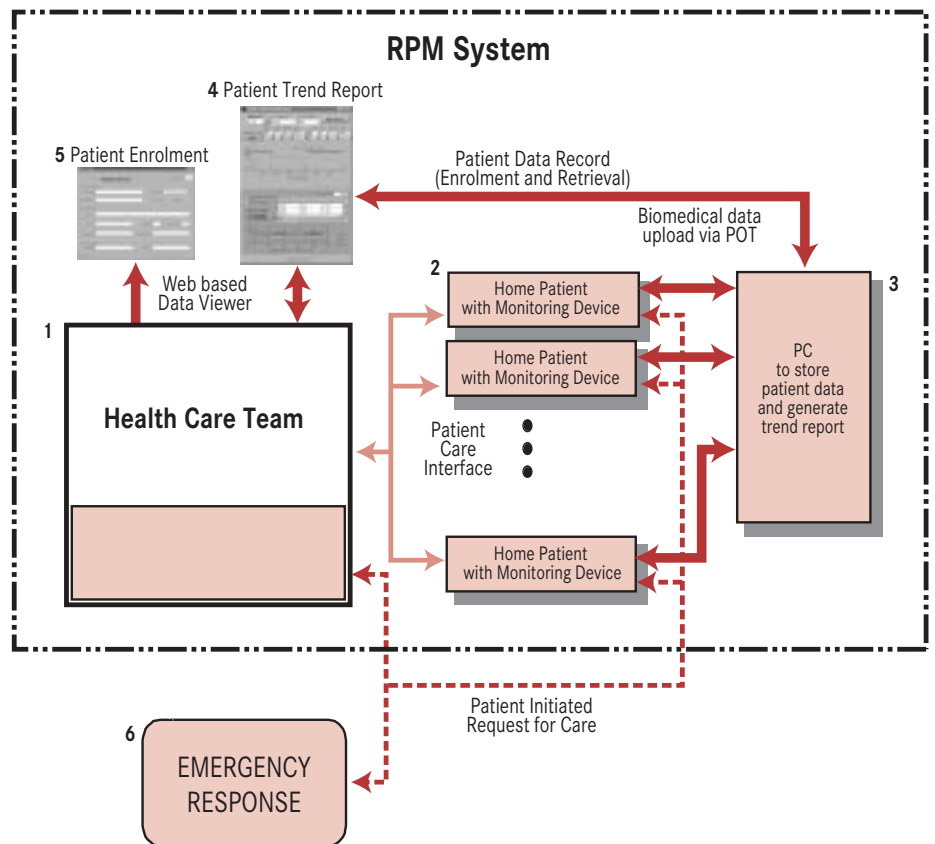 RPM System
4 Patient Trend Report
5 Patient Enrolment
Patient Data Record
(Enrolment and Retrieval)
Biomedical data
upload via POT
Web based
Data Viewer
1
Health Care Team
2
Home Patient
with Monitoring Device
Home Patient
with Monitoring Device
Patient
Care
Interface
Home Patient
with Monitoring Device
3
PC
to store
patient data
and generate
trend report
Patient Initiated
Request for Care
6
EMERGENCY
RESPONSE